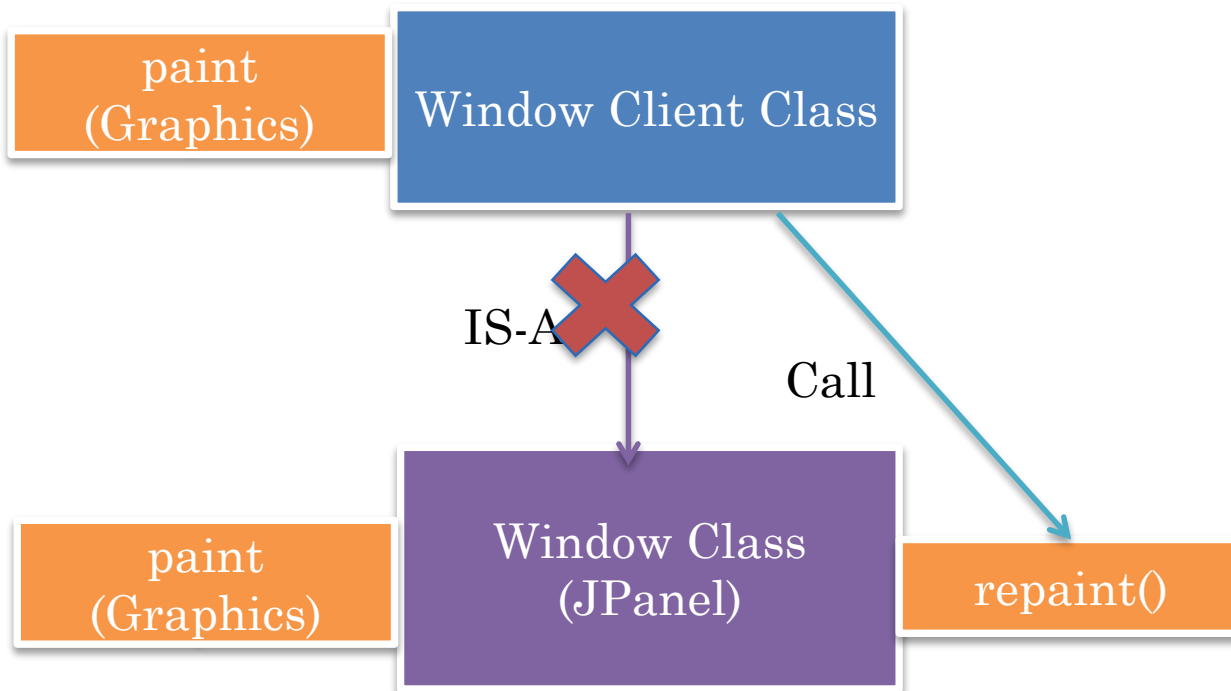 paint
(Graphics)
Window Client Class
IS-A
Call
paint
(Graphics)
Window Class
(JPanel)
repaint()